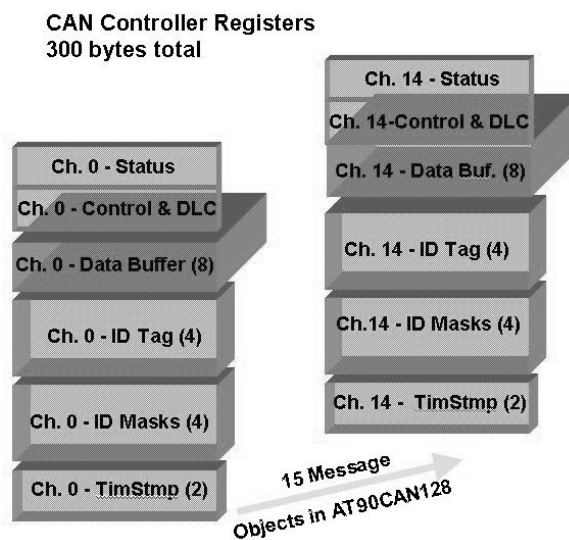 CAN Controller Registers
300 bytes total
Ch. 0 - Status
Ch. 0 - Control & DLC
Ch. 0 - Data Buffer (8)
Ch. 0 - ID Tag (4)
Ch. 0 - ID Masks (4)
Ch. 0 - TimStmp (2)
Ch. 14 - Status
Ch. 14-Control & DLC
Ch. 14 - Data Buf. (8)
Ch. 14 - ID Tag (4)
Ch.14 - ID Masks (4)
Ch. 14 - TimStmp (2)
15 Message
Objects in AT90CAN128